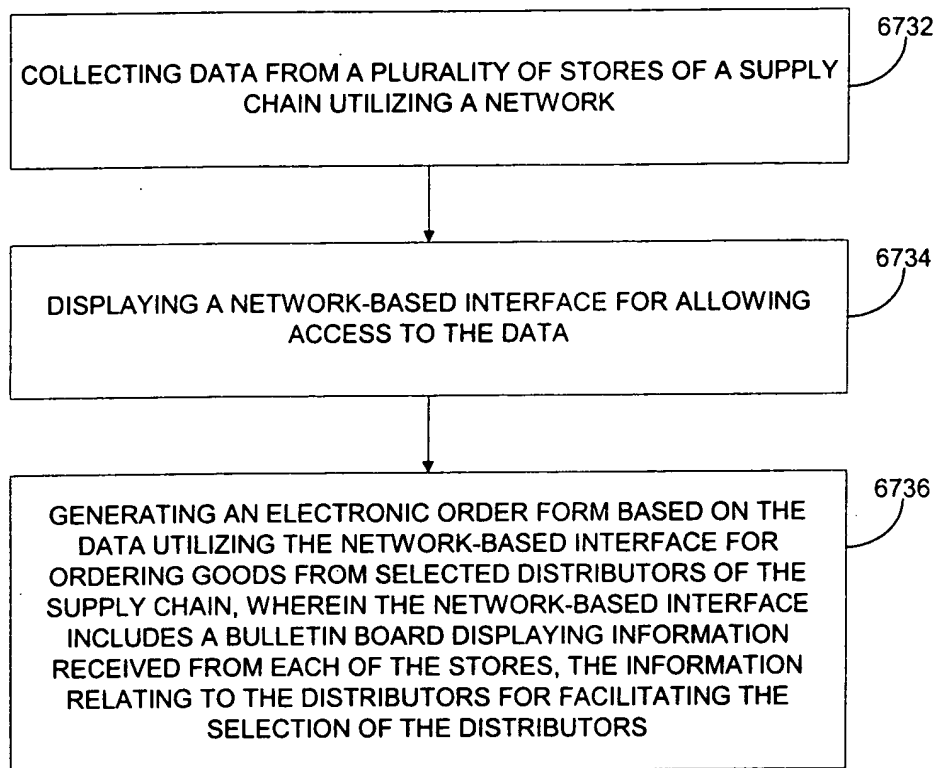 6732
COLLECTING DATA FROM A PLURALITY OF STORES OF A SUPPLY
CHAIN UTILIZING A NETWORK
6734
DISPLAYING A NETWORK-BASED INTERFACE FOR ALLOWING
ACCESS TO THE DATA
6736
GENERATING AN ELECTRONIC ORDER FORM BASED ON THE
DATA UTILIZING THE NETWORK-BASED INTERFACE FOR
ORDERING GOODS FROM SELECTED DISTRIBUTORS OF THE
SUPPLY CHAIN, WHEREIN THE NETWORK-BASED INTERFACE
INCLUDES A BULLETIN BOARD DISPLAYING INFORMATION
RECEIVED FROM EACH OF THE STORES, THE INFORMATION
RELATING TO THE DISTRIBUTORS FOR FACILITATING THE
SELECTION OF THE DISTRIBUTORS